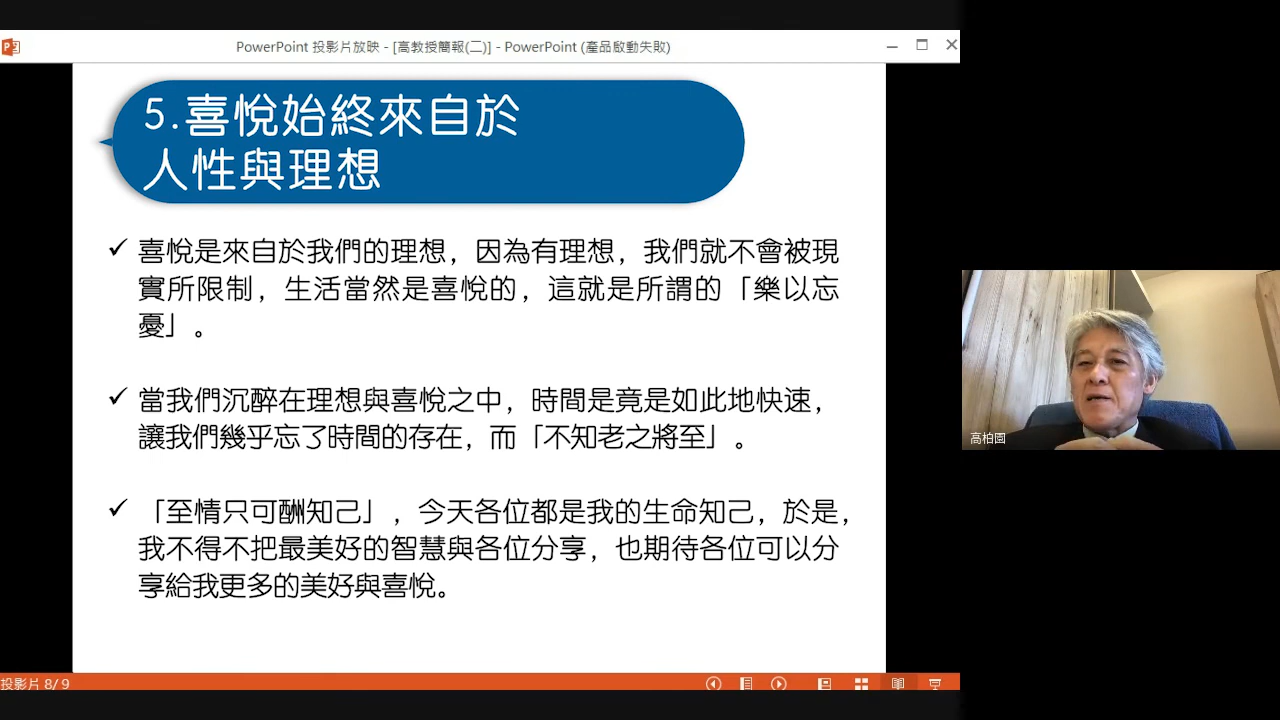 PowerPoint 投影片放映 - [高教授簡報(二)] - PowerPoint (產品啟動失敗)
5.喜悅始終來自於
人性與理想
喜悅是來自於我們的理想，因為有理想，我們就不會被現
實所限制，生活當然是喜悅的，這就是所謂的「樂以忘
憂」。
當我們沉醉在理想與喜悅之中，時間是竟是如此地快速，
讓我們幾乎忘了時間的存在，而「不知老之將至」。
「至情只可酬知己」，今天各位都是我的生命知己，於是，
我不得不把最美好的智慧與各位分享，也期待各位可以分
享給我更多的美好與喜悅。
高柏園
投影片 8/9